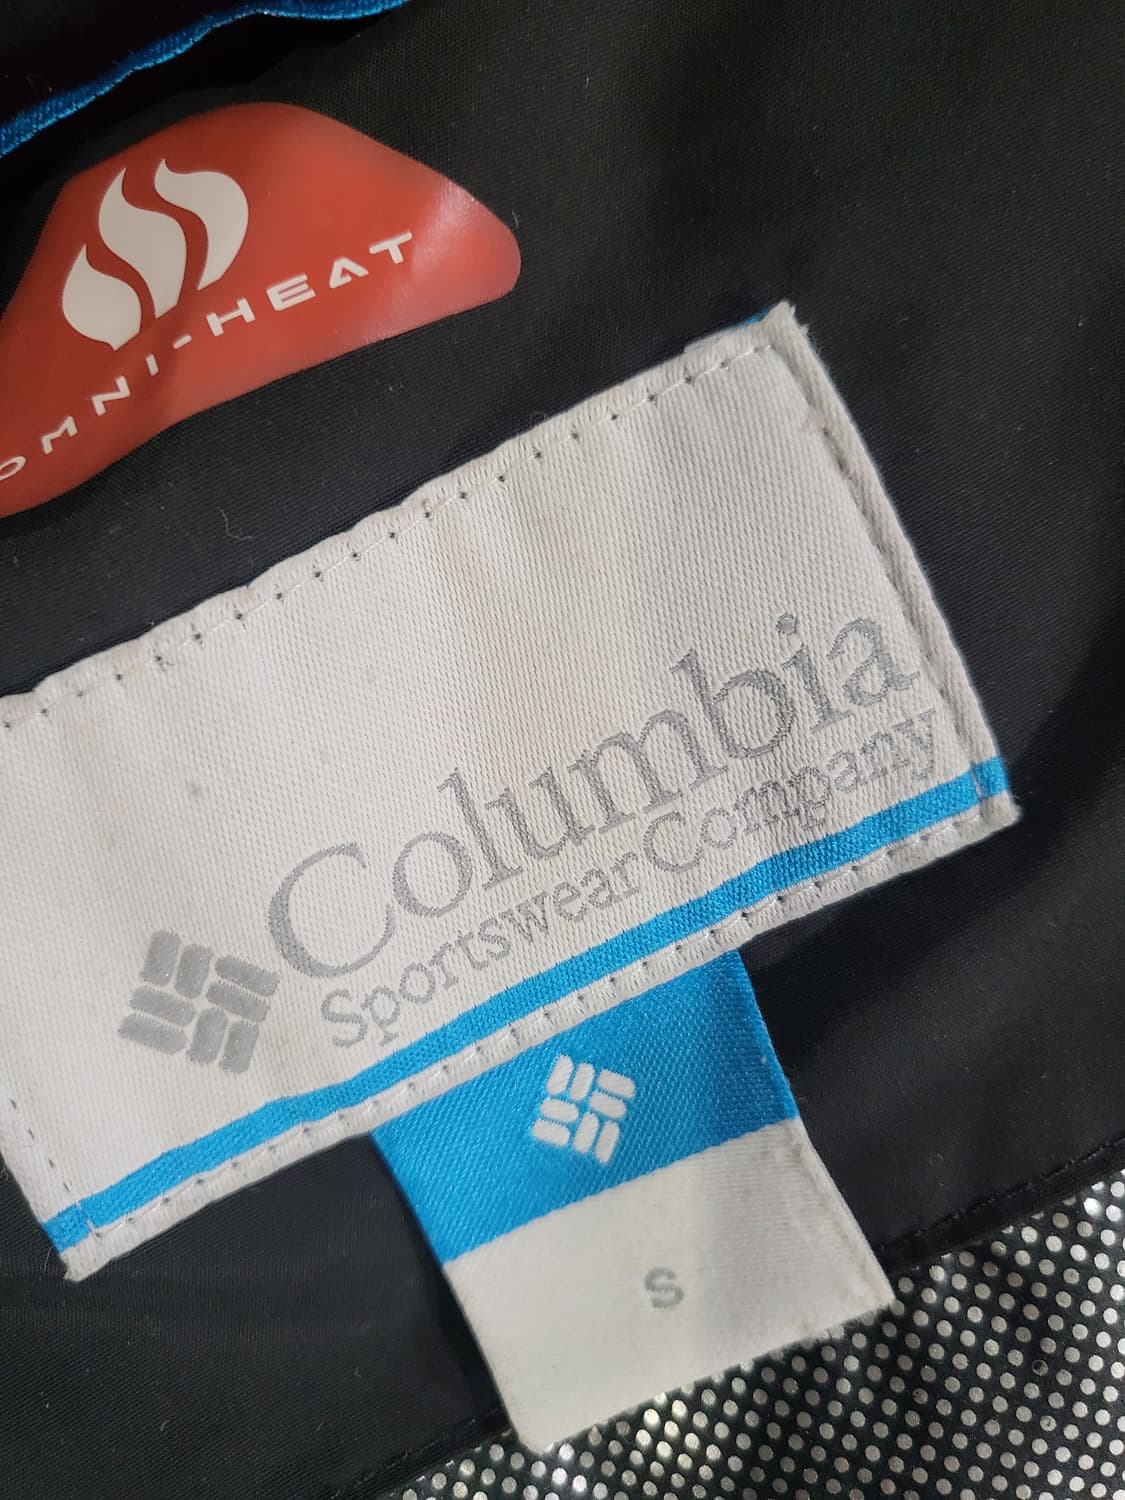 OMNI-HEAT
Columbia
Sportswear Company
S